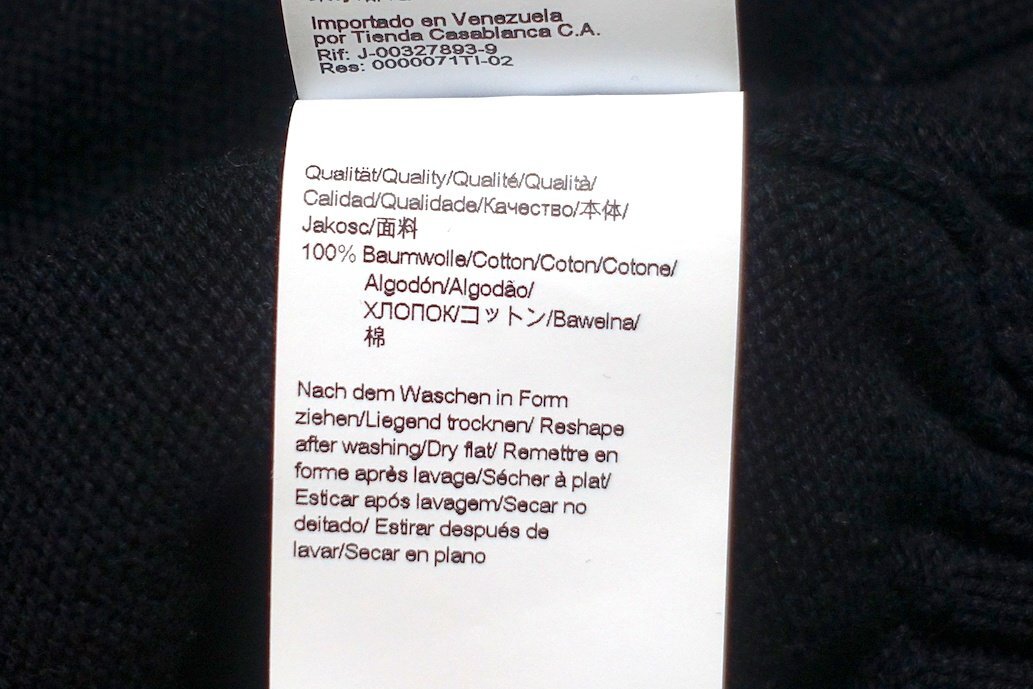 Importado en Venezuela
por Tienda Casablanca C.A.
Rif: J-00327893-9
Res: 0000071TI-02
Qualität/Quality/Qualité/Qualità/
Calidad/Qualidade/Качество/本体/
Jakosc/面料
100% Baumwolle/Cotton/Coton/Cotone/
Algodón/Algodão/
ХЛОПОК/コットン/Bawelna/
棉
Nach dem Waschen in Form
ziehen/Liegend trocknen/ Reshape
after washing/Dry flat/ Remettre en
forme après lavage/Sécher à plat/
Esticar após lavagem/Secar no
deitado/ Estirar después de
lavar/Secar en plano